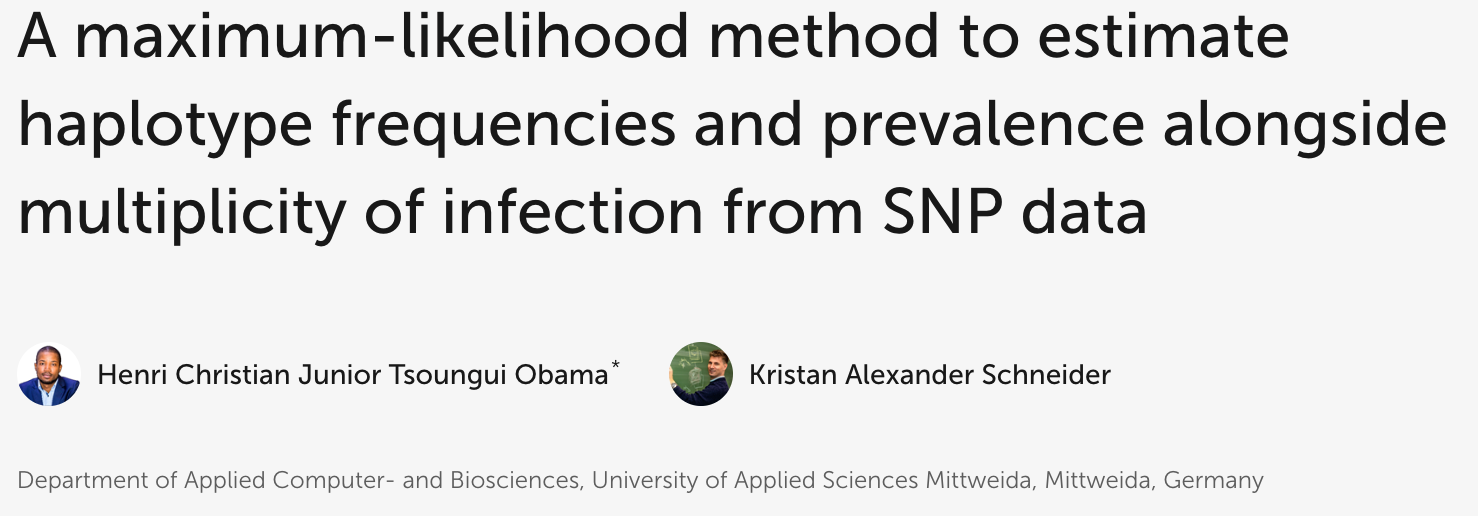 A maximum-likelihood method to estimate
haplotype frequencies and prevalence alongside
multiplicity of infection from SNP data
Henri Christian Junior Tsoungui Obama* Kristan Alexander Schneider
Department of Applied Computer- and Biosciences, University of Applied Sciences Mittweida, Mittweida, Germany